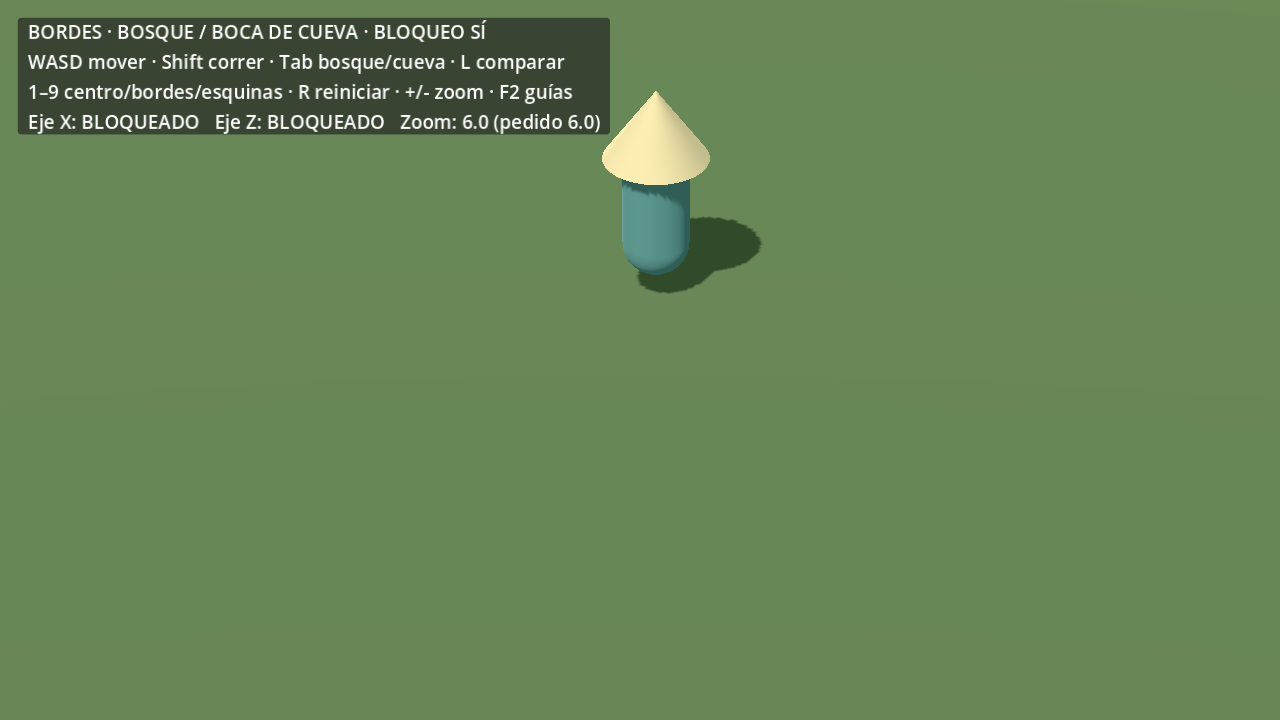 BORDES · BOSQUE / BOCA DE CUEVA · BLOQUEO SÍ
WASD mover · Shift correr · Tab bosque/cueva · L comparar
1–9 centro/bordes/esquinas · R reiniciar · +/- zoom · F2 guías
Eje X: BLOQUEADO   Eje Z: BLOQUEADO   Zoom: 6.0 (pedido 6.0)